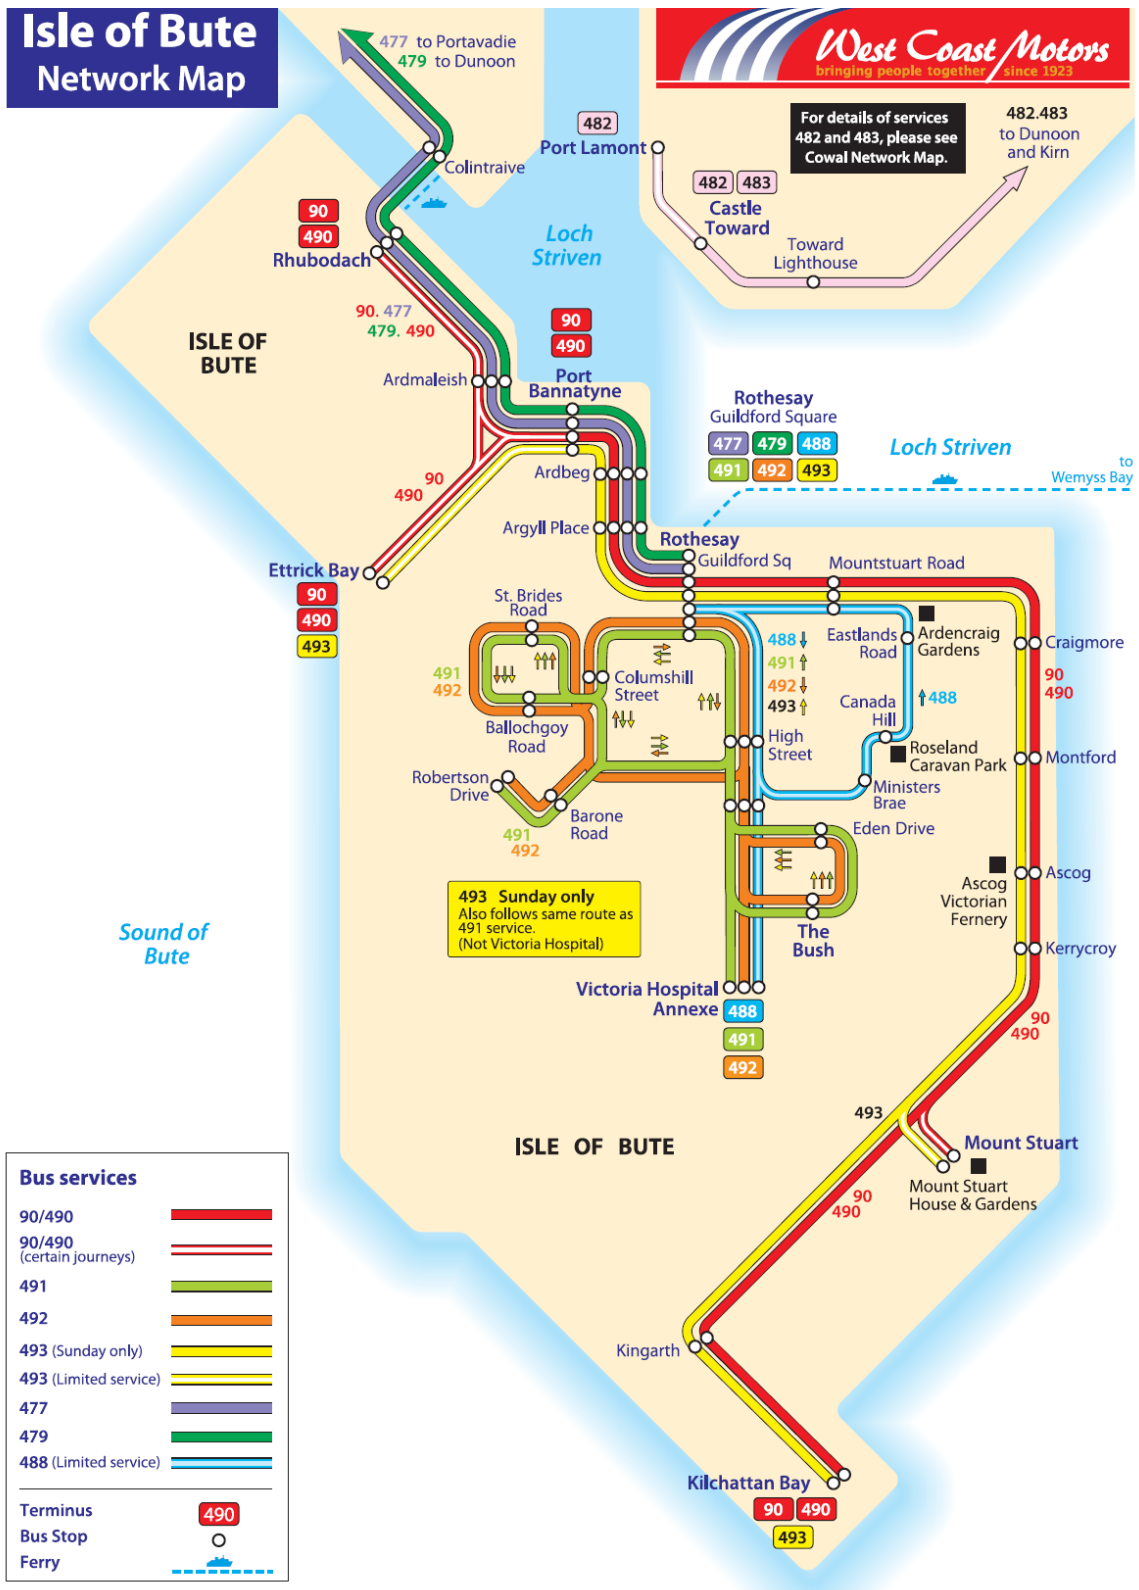 Isle of Bute
Network Map
477 to Portavadie
479 to Dunoon
West Coast Motors
bringing people together since 1923
482
Port Lamont
For details of services
482 and 483, please see
Cowal Network Map.
482.483
to Dunoon
and Kirn
Colintraive
482 483
Castle
Toward
90
490
Rhubodach
Loch
Striven
Toward
Lighthouse
90. 477
479. 490
ISLE OF
BUTE
90
490
Port
Bannatyne
Ardmaleish
Rothesay
Guildford Square
477 479 488
491 492 493
Loch Striven
to
Wemyss Bay
90
490
Ardbeg
Argyll Place
Rothesay
Guildford Sq
Mountstuart Road
Ettrick Bay
90
490
493
St. Brides
Road
488
491
492
493
Eastlands
Road
Ardencraig
Gardens
Craigmore
491
492
Columshill
Street
90
490
488
Canada
Hill
Ballochgoy
Road
High
Street
Roseland
Caravan Park
Montford
Robertson
Drive
Ministers
Brae
Barone
Road
491
492
Eden Drive
493 Sunday only
Also follows same route as
491 service.
(Not Victoria Hospital)
Ascog
Victorian
Fernery
Ascog
Sound of
Bute
The
Bush
Kerrycroy
Victoria Hospital
Annexe
488
491
492
90
490
493
ISLE OF BUTE
Mount Stuart
Mount Stuart
House & Gardens
90
490
Bus services
90/490
90/490
(certain journeys)
491
492
493 (Sunday only)
493 (Limited service)
477
479
488 (Limited service)
Terminus 490
Bus Stop
Ferry
Kingarth
Kilchattan Bay
90 490
493